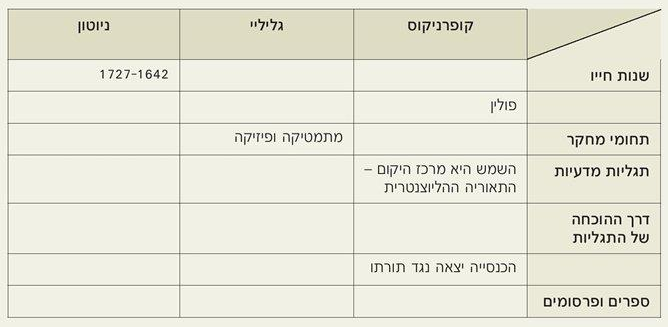 קופרניקוס
גליליי
ניוטון
שנות חייו
1727-1642
פולין
תחומי מחקר
מתמטיקה ופיזיקה
תגליות מדעיות
השמש היא מרכז היקום –
התאוריה ההליוצנטרית
דרך ההוכחה
של התגליות
הכנסייה יצאה נגד תורתו
ספרים ופרסומים